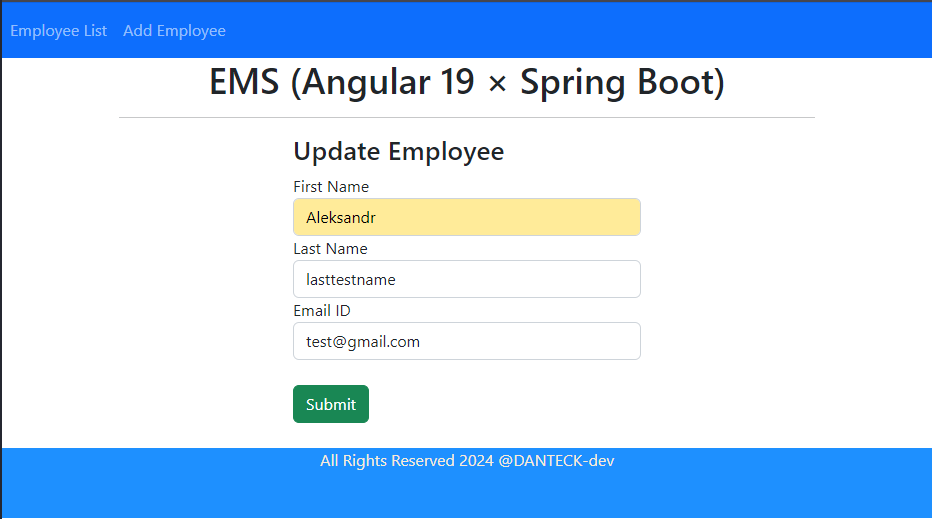 Employee List Add Employee
EMS (Angular 19 × Spring Boot)
Update Employee
First Name
Aleksandr
Last Name
lasttestname
Email ID
test@gmail.com
Submit
All Rights Reserved 2024 @DANTECK-dev